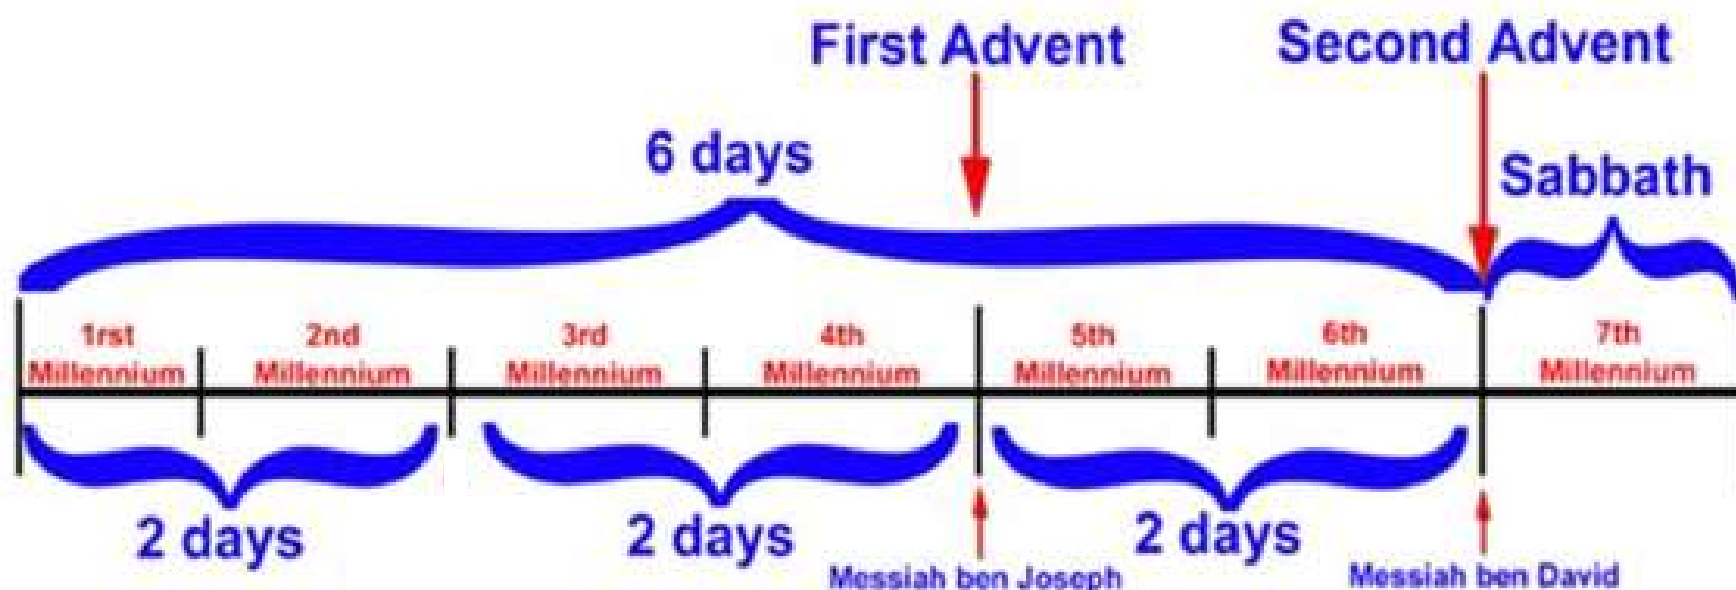 First Advent
Second Advent
6 days
Sabbath
1rst
Millennium
2nd
Millennium
3rd
Millennium
4th
Millennium
5th
Millennium
6th
Millennium
7th
Millennium
2 days
2 days
2 days
Messiah ben Joseph
Messiah ben David